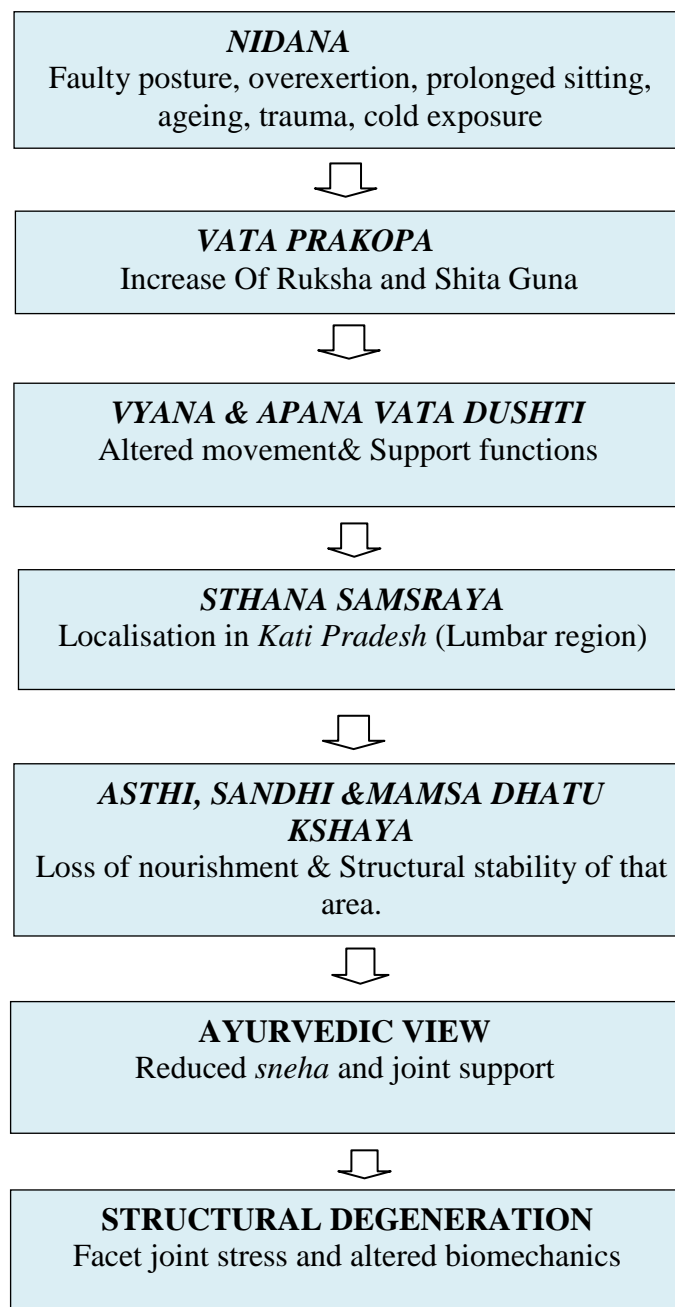 NIDANA
Faulty posture, overexertion, prolonged sitting,
ageing, trauma, cold exposure
VATA PRAKOPA
Increase Of Ruksha and Shita Guna
VYANA & APANA VATA DUSHTI
Altered movement& Support functions
STHANA SAMSRAYA
Localisation in Kati Pradesh (Lumbar region)
ASTHI, SANDHI &MAMSA DHATU
KSHAYA
Loss of nourishment & Structural stability of that
area.
AYURVEDIC VIEW
Reduced sneha and joint support
STRUCTURAL DEGENERATION
Facet joint stress and altered biomechanics